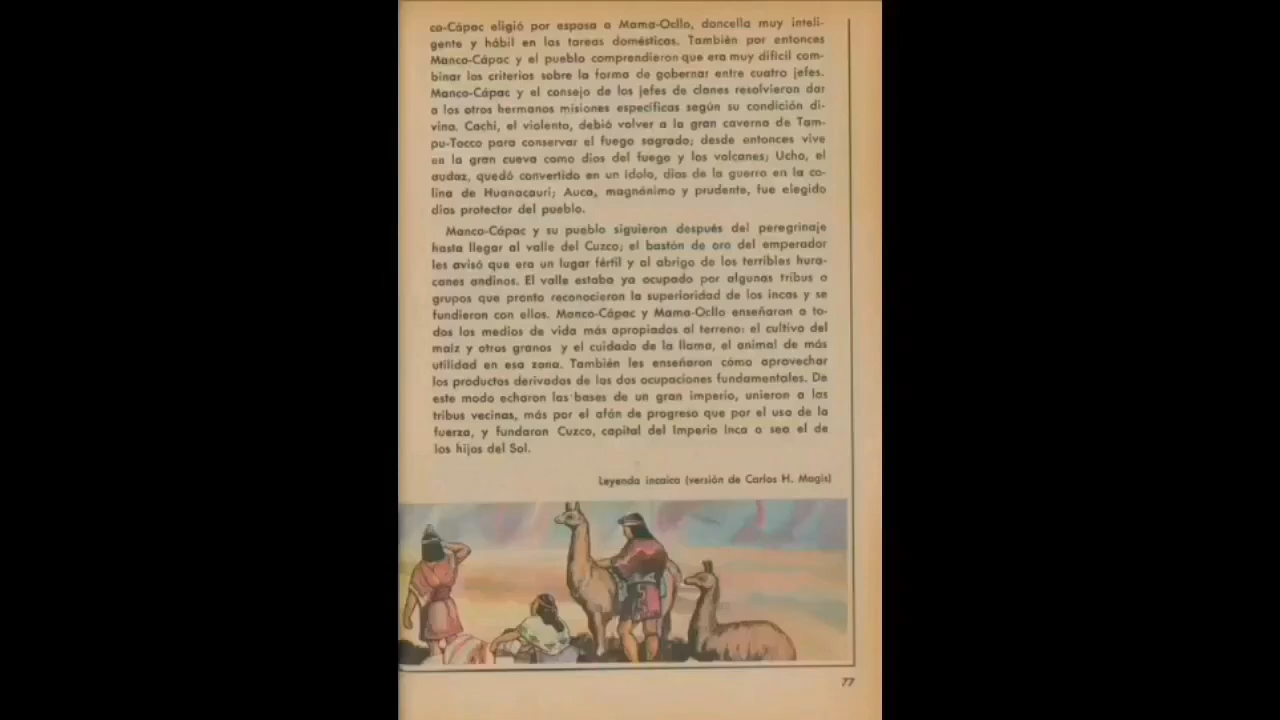 co-Cápac eligió por esposa a Mama-Ocllo, doncella muy inteli-
gente y hábil en las tareas domésticas. También por entonces
Manco-Cápac y el pueblo comprendieron que era muy difícil com-
binar los criterios sobre la forma de gobernar entre cuatro jefes.
Manco-Cápac y el consejo de los jefes de clanes resolvieron dar
a los otros hermanos misiones específicas según su condición di-
vina. Cachi, el violento, debió volver a la gran caverna de Tam-
pu-Tocco para conservar el fuego sagrado; desde entonces vive
en la gran cueva como dios del fuego y los volcanes; Ucho, el
audaz, quedó convertido en un ídolo, dios de la guerra en la co-
lina de Huanacauri; Auca, magnánimo y prudente, fue elegido
dios protector del pueblo.
Manco-Cápac y su pueblo siguieron después del peregrinaje
hasta llegar al valle del Cuzco; el bastón de oro del emperador
les avisó que era un lugar fértil y al abrigo de los terribles hura-
canes andinos. El valle estaba ya ocupado por algunas tribus o
grupos que pronto reconocieron la superioridad de los incas y se
fundieron con ellos. Manco-Cápac y Mama-Ocllo enseñaron a to-
dos los medios de vida más apropiados al terreno: el cultivo del
maíz y otros granos y el cuidado de la llama, el animal de más
utilidad en esa zona. También les enseñaron cómo aprovechar
los productos derivados de las dos ocupaciones fundamentales. De
este modo echaron las bases de un gran imperio, unieron a las
tribus vecinas, más por el afán de progreso que por el uso de la
fuerza, y fundaron Cuzco, capital del Imperio Inca o sea el de
los hijos del Sol.
Leyenda incaica (versión de Carlos H. Magis)
77